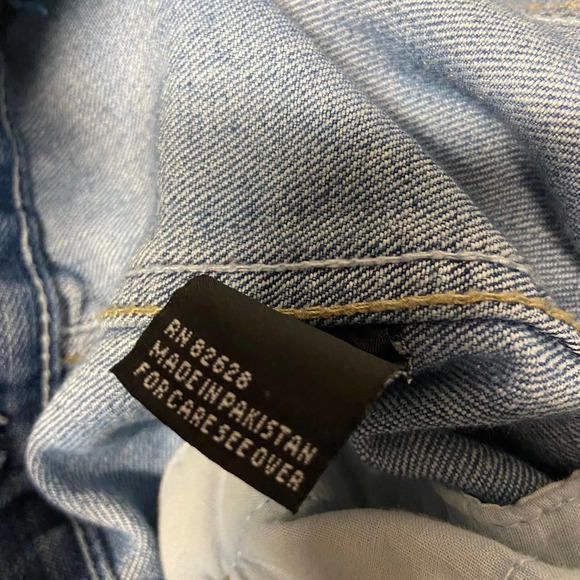 RN 82628
MADE IN PAKISTAN
FOR CARE SEE OVER